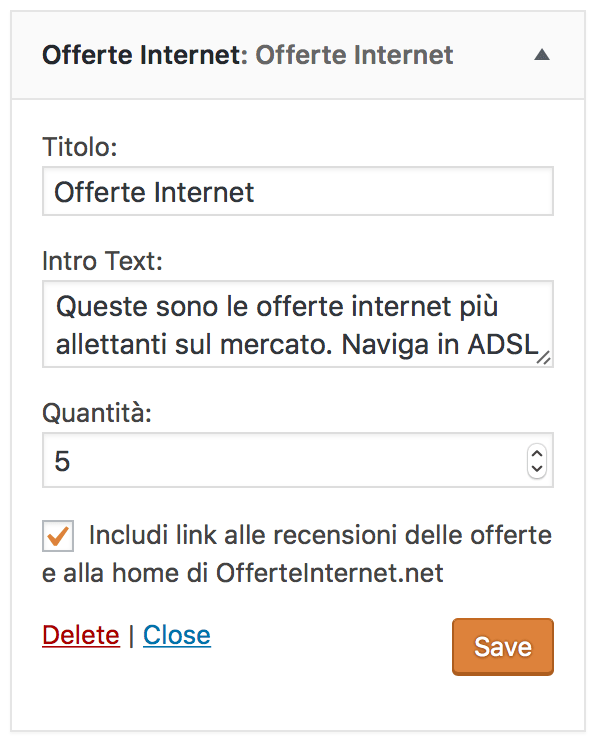 Offerte Internet: Offerte Internet
Titolo:
Offerte Internet
Intro Text:
Queste sono le offerte internet più
allettanti sul mercato. Naviga in ADSL
Quantità:
5
Includi link alle recensioni delle offerte
e alla home di OfferteInternet.net
Delete | Close
Save